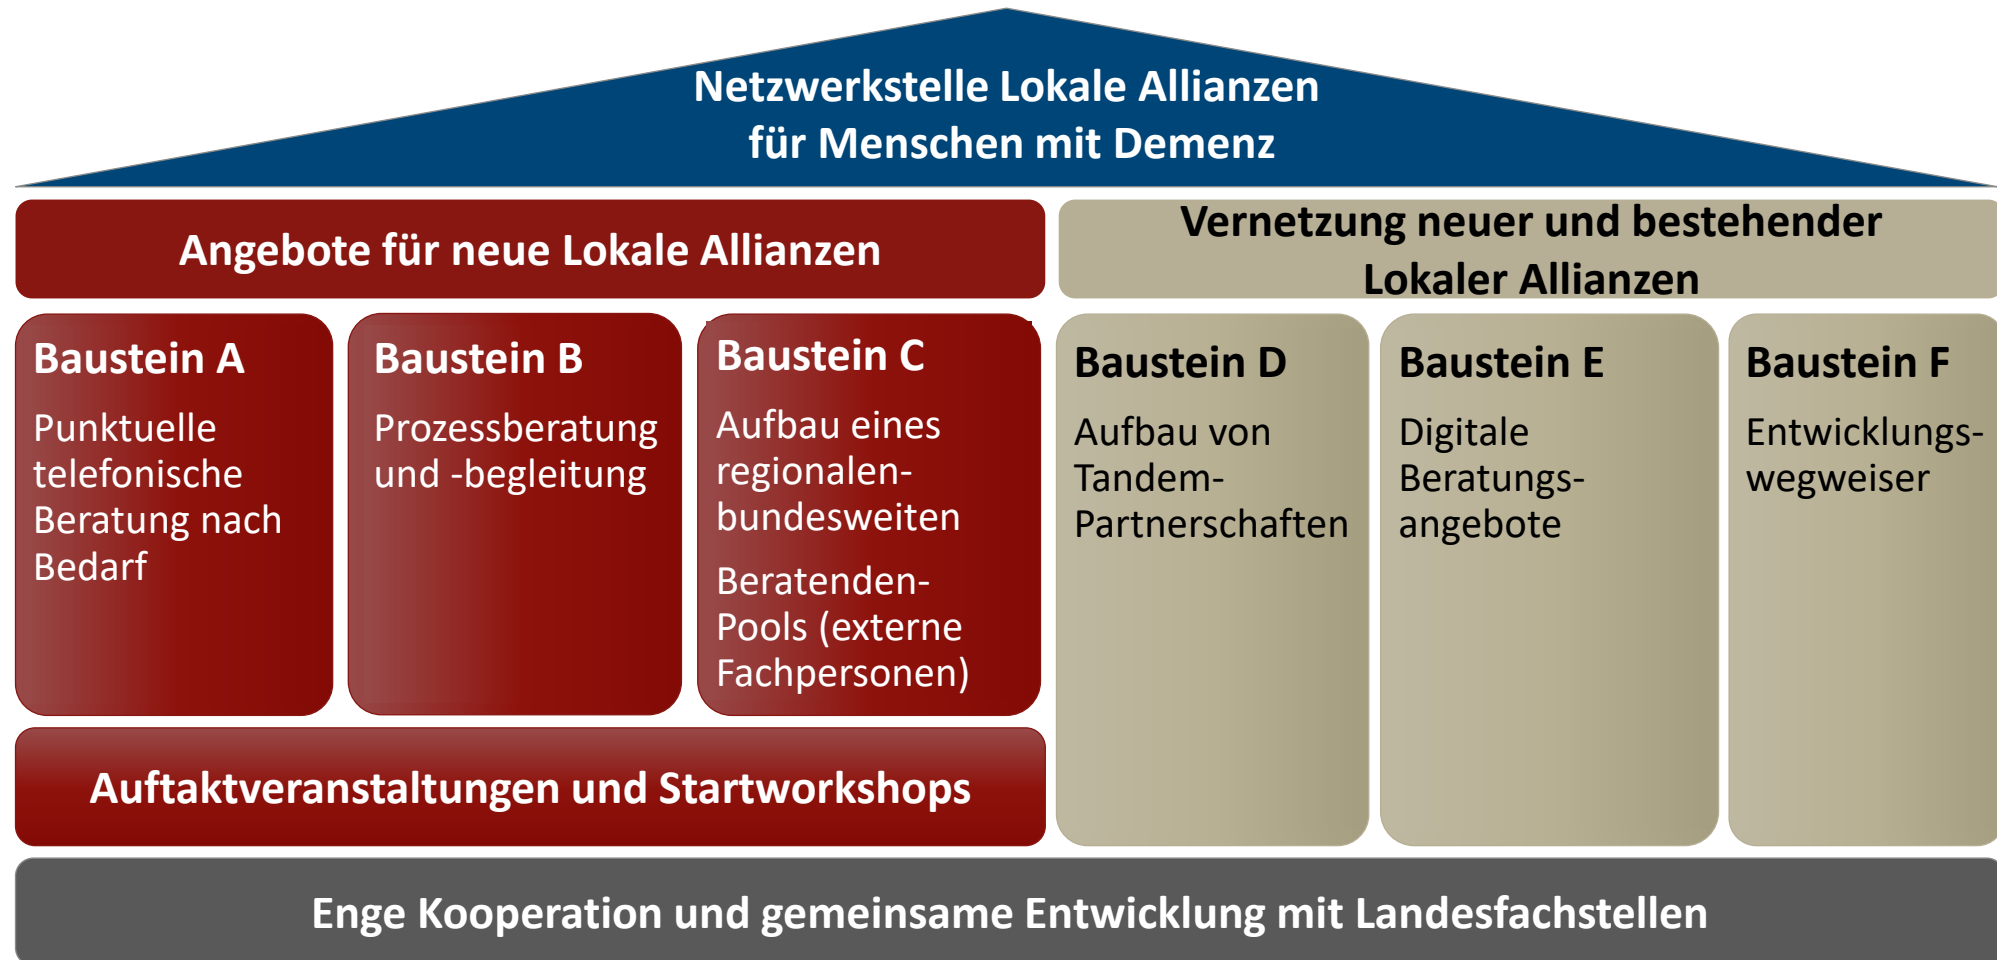 Netzwerkstelle Lokale Allianzen
für Menschen mit Demenz
Angebote für neue Lokale Allianzen
Vernetzung neuer und bestehender
Lokaler Allianzen
Baustein A
Punktuelle
telefonische
Beratung nach
Bedarf
Baustein B
Prozessberatung
und -begleitung
Baustein C
Aufbau eines
regionalen-
bundesweiten
Beratenden-
Pools (externe
Fachpersonen)
Baustein D
Aufbau von
Tandem-
Partnerschaften
Baustein E
Digitale
Beratungs-
angebote
Baustein F
Entwicklungs-
wegweiser
Auftaktveranstaltungen und Startworkshops
Enge Kooperation und gemeinsame Entwicklung mit Landesfachstellen